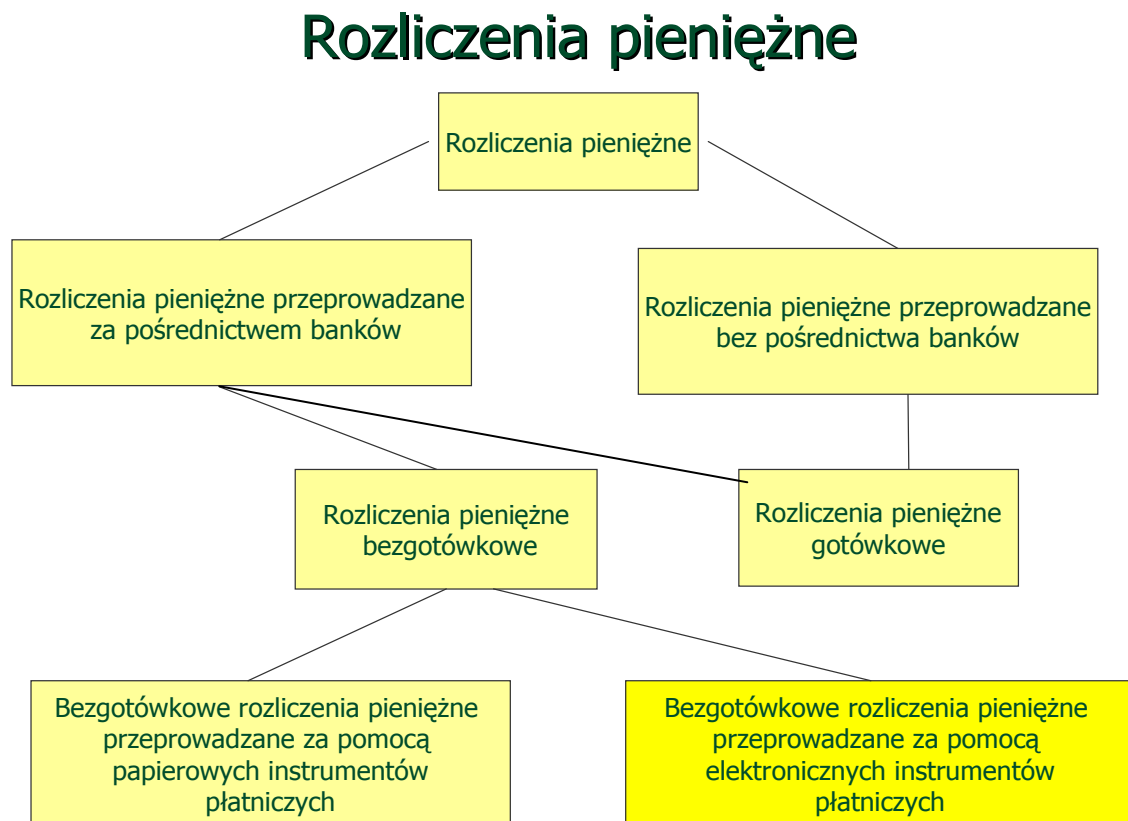 Rozliczenia pieniężne
Rozliczenia pieniężne
Rozliczenia pieniężne przeprowadzane
za pośrednictwem banków
Rozliczenia pieniężne przeprowadzane
bez pośrednictwa banków
Rozliczenia pieniężne
bezgotówkowe
Rozliczenia pieniężne
gotówkowe
Bezgotówkowe rozliczenia pieniężne
przeprowadzane za pomocą
papierowych instrumentów
płatniczych
Bezgotówkowe rozliczenia pieniężne
przeprowadzane za pomocą
elektronicznych instrumentów
płatniczych